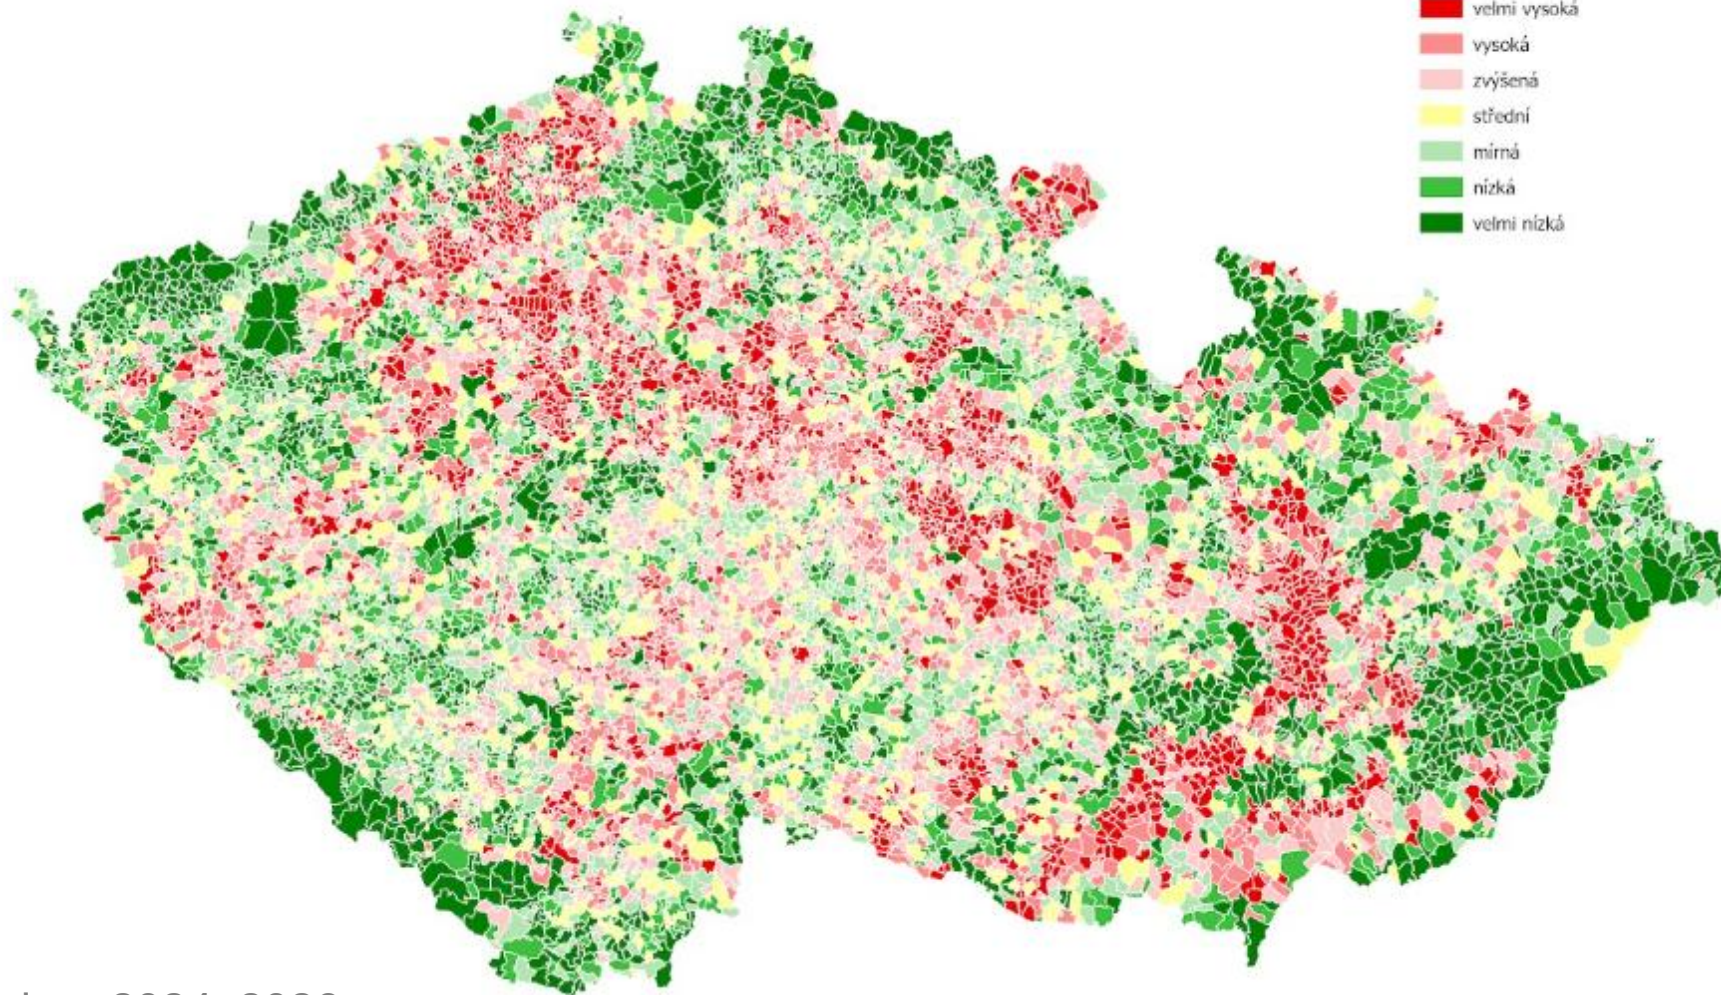 velmi vysoká
vysoká
zvýšená
střední
mírná
nízká
velmi nízká